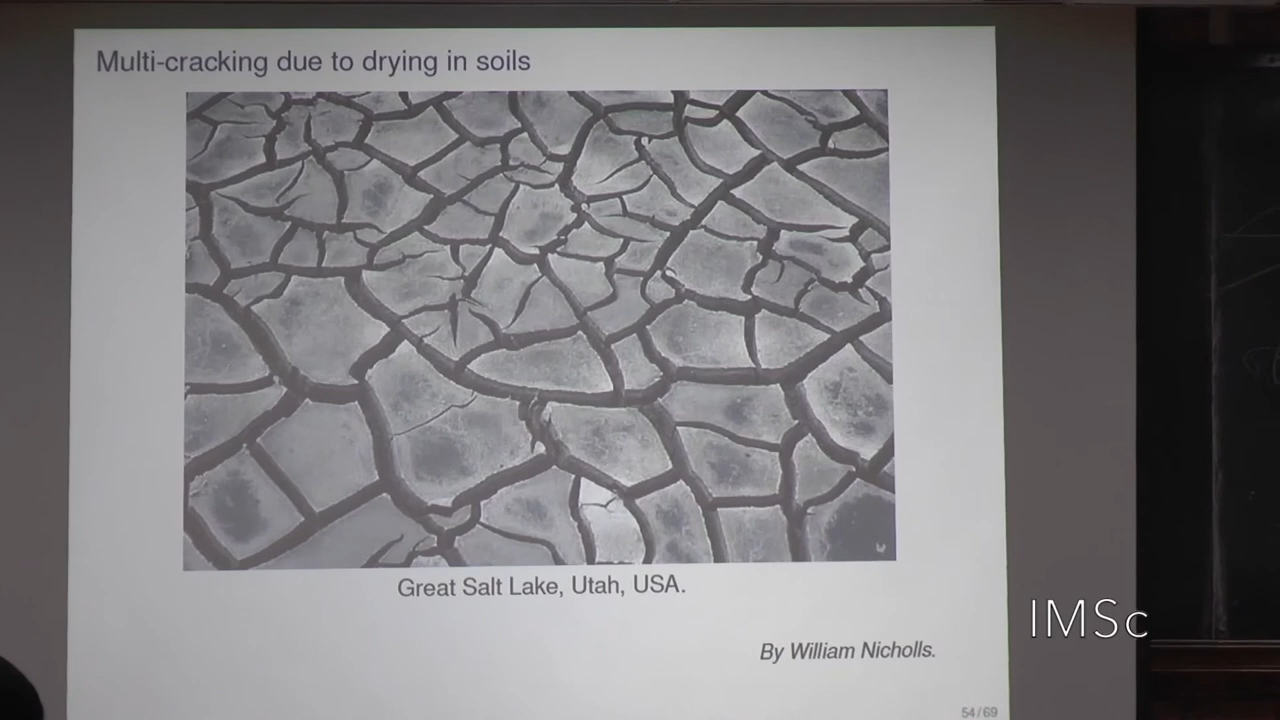 Multi-cracking due to drying in soils
Great Salt Lake, Utah, USA.
IMSc
By William Nicholls.
54/69